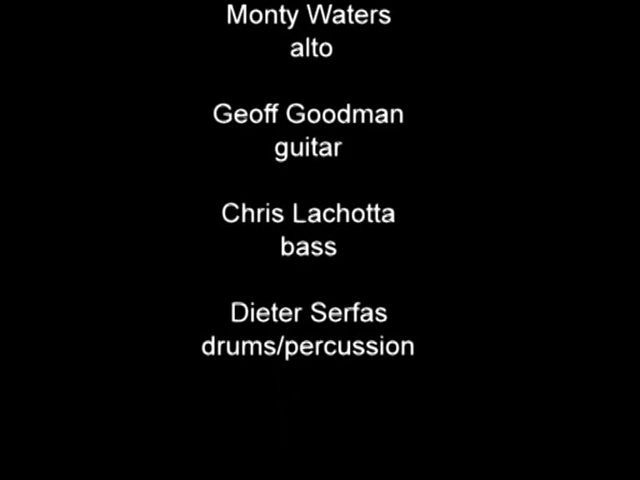 Monty Waters
alto
Geoff Goodman
guitar
Chris Lachotta
bass
Dieter Serfas
drums/percussion